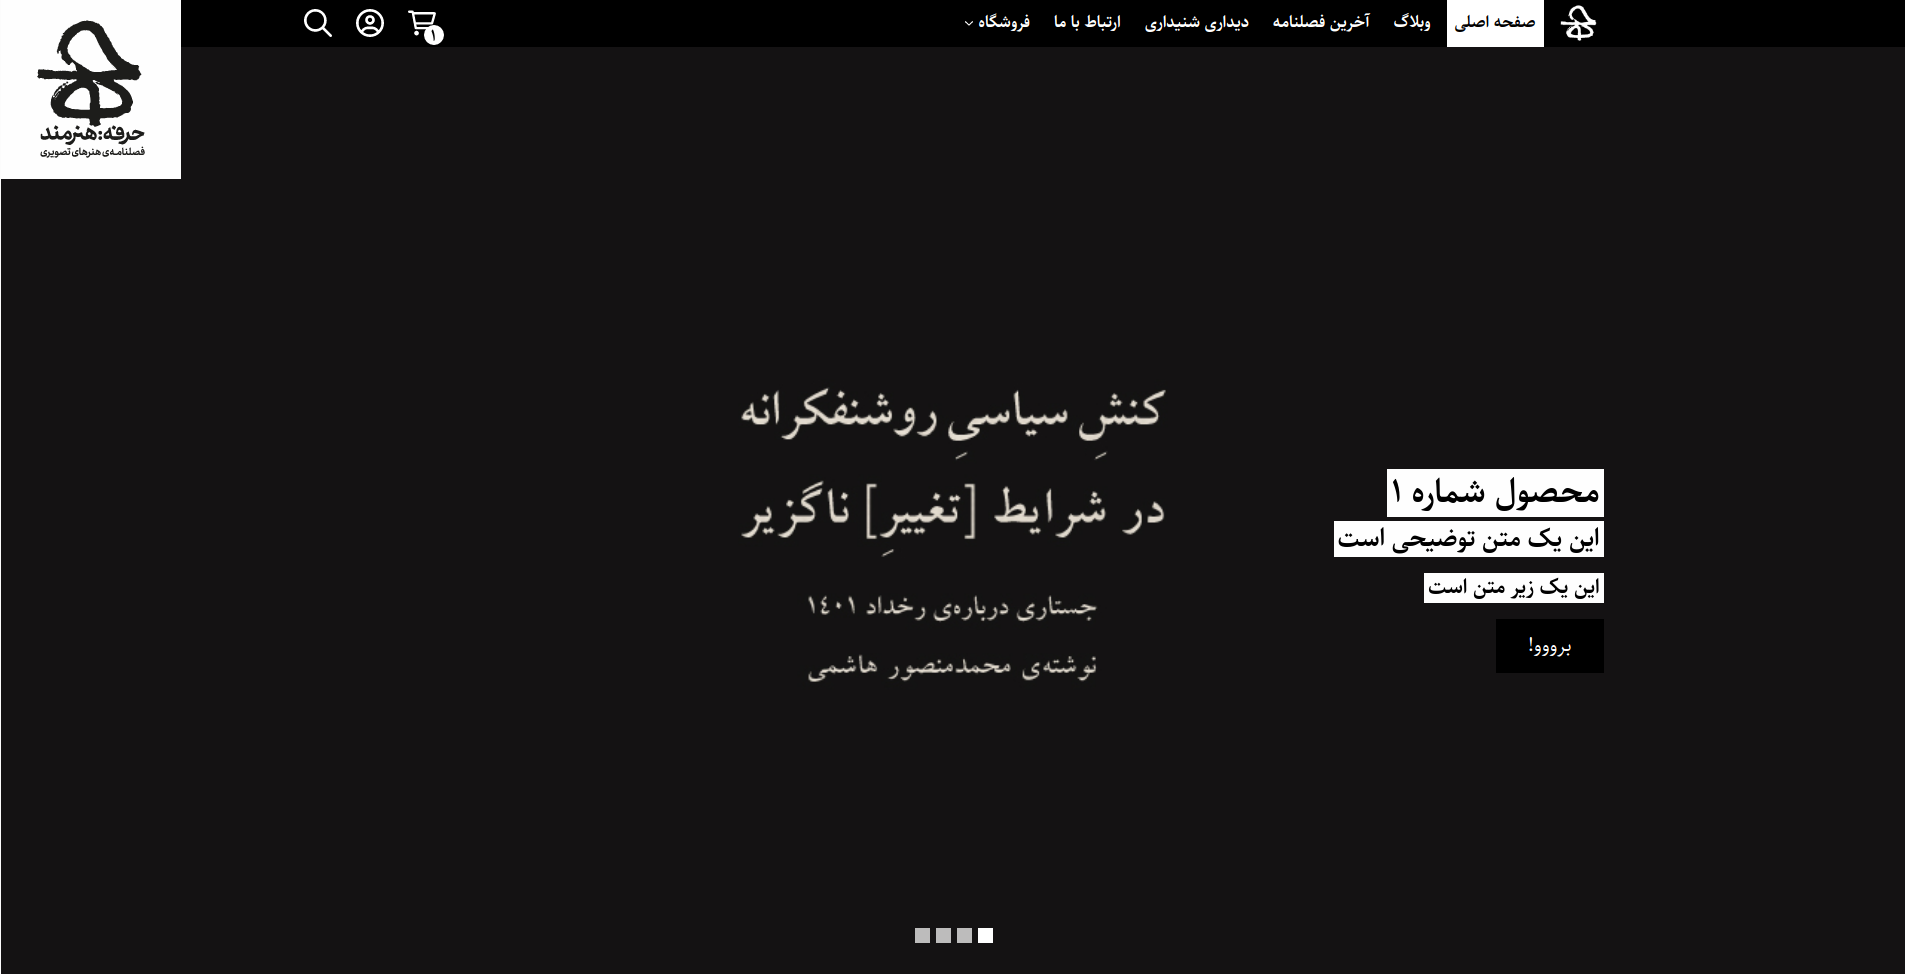 صفحه اصلی
وبلاگ
آخرین فصلنامه
دیداری شنیداری
ارتباط با ما
فروشگاه
۱
حرفه:هنرمند
فصلنامه‌ی هنرهای تصویری
کنشِ سیاسیِ روشنفکرانه
در شرایط [تغییرِ] ناگزیر
جستاری درباره‌ی رخداد ۱٤۰۱
نوشته‌ی محمدمنصور هاشمی
محصول شماره ۱
این یک متن توضیحی است
این یک زیر متن است
برووو!